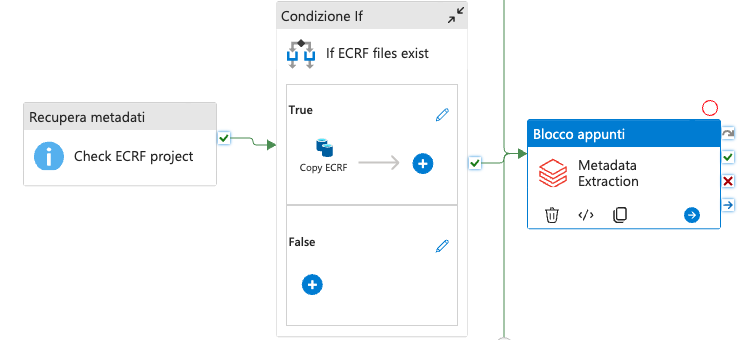 Condizione If
If ECRF files exist
Recupera metadati
Check ECRF project
True
Copy ECRF
False
Blocco appunti
Metadata
Extraction